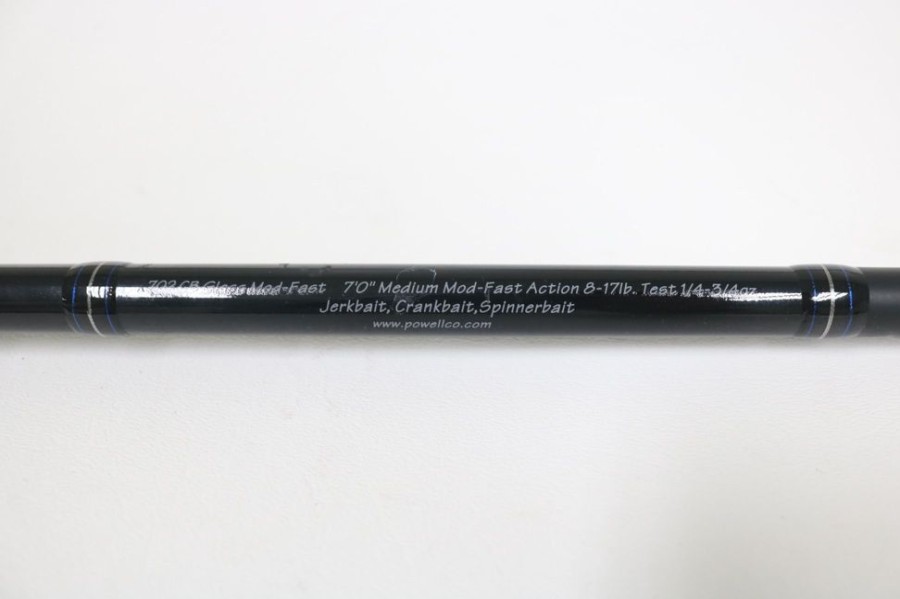 702 CB Glass Mod-Fast 7'0" Medium Mod-Fast Action 8-17lb. Test 1/4-3/4oz
Jerkbait, Crankbait,Spinnerbait
www.powellco.com